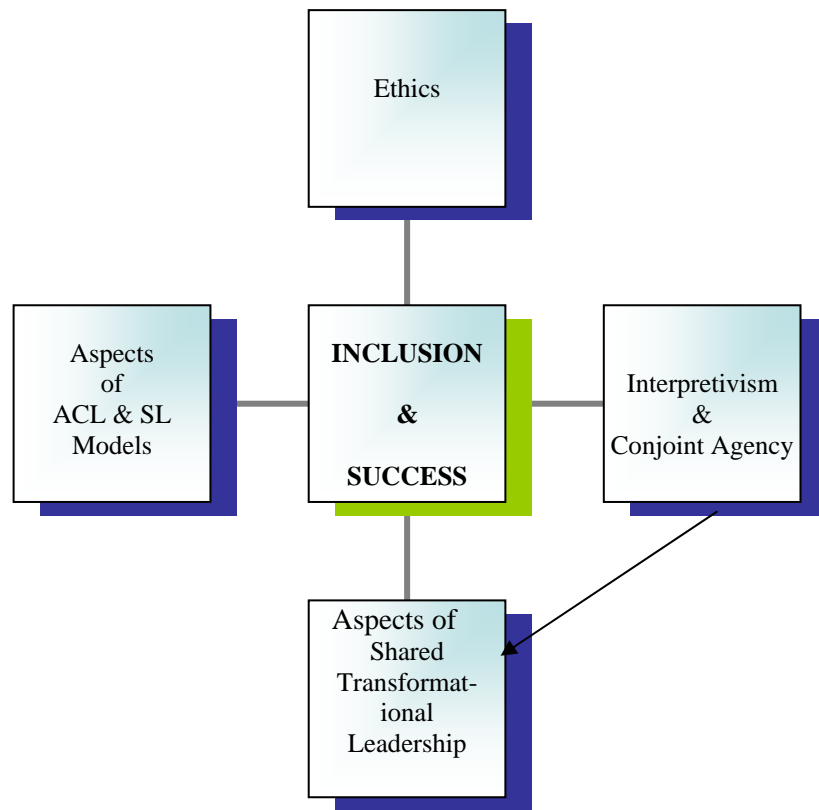 Ethics
Aspects
of
ACL & SL
Models
INCLUSION
&
SUCCESS
Interpretivism
&
Conjoint Agency
Aspects of
Shared
Transformat-
ional
Leadership